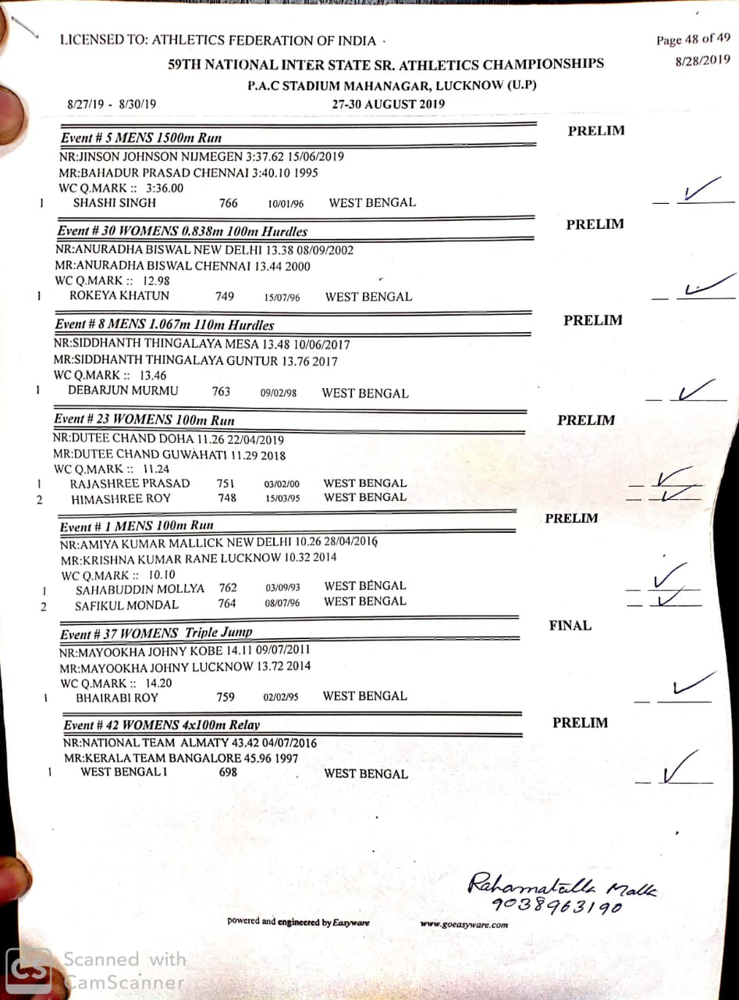 LICENSED TO: ATHLETICS FEDERATION OF INDIA
Page 48 of 49
59TH NATIONAL INTER STATE SR. ATHLETICS CHAMPIONSHIPS
8/28/2019
P.A.C STADIUM MAHANAGAR, LUCKNOW (U.P)
8/27/19 - 8/30/19 27-30 AUGUST 2019
Event # 5 MENS 1500m Run PRELIM
NR:JINSON JOHNSON NIJMEGEN 3:37.62 15/06/2019
MR:BAHADUR PRASAD CHENNAI 3:40.10 1995
WC Q.MARK :: 3:36.00
1 SHASHI SINGH 766 10/01/96 WEST BENGAL
Event # 30 WOMENS 0.838m 100m Hurdles PRELIM
NR:ANURADHA BISWAL NEW DELHI 13.38 08/09/2002
MR:ANURADHA BISWAL CHENNAI 13.44 2000
WC Q.MARK :: 12.98
1 ROKEYA KHATUN 749 15/07/96 WEST BENGAL
Event # 8 MENS 1.067m 110m Hurdles PRELIM
NR:SIDDHANTH THINGALAYA MESA 13.48 10/06/2017
MR:SIDDHANTH THINGALAYA GUNTUR 13.76 2017
WC Q.MARK :: 13.46
1 DEBARJUN MURMU 763 09/02/98 WEST BENGAL
Event # 23 WOMENS 100m Run PRELIM
NR:DUTEE CHAND DOHA 11.26 22/04/2019
MR:DUTEE CHAND GUWAHATI 11.29 2018
WC Q.MARK :: 11.24
1 RAJASHREE PRASAD 751 03/02/00 WEST BENGAL
2 HIMASHREE ROY 748 15/03/95 WEST BENGAL
Event # 1 MENS 100m Run PRELIM
NR:AMIYA KUMAR MALLICK NEW DELHI 10.26 28/04/2016
MR:KRISHNA KUMAR RANE LUCKNOW 10.32 2014
WC Q.MARK :: 10.10
1 SAHABUDDIN MOLLYA 762 03/09/93 WEST BENGAL
2 SAFIKUL MONDAL 764 08/07/96 WEST BENGAL
Event # 37 WOMENS Triple Jump FINAL
NR:MAYOOKHA JOHNY KOBE 14.11 09/07/2011
MR:MAYOOKHA JOHNY LUCKNOW 13.72 2014
WC Q.MARK :: 14.20
1 BHAIRABI ROY 759 02/02/95 WEST BENGAL
Event # 42 WOMENS 4x100m Relay PRELIM
NR:NATIONAL TEAM ALMATY 43.42 04/07/2016
MR:KERALA TEAM BANGALORE 45.96 1997
1 WEST BENGAL 1 698 WEST BENGAL
Rahamatulla Molla
9038963190
powered and engineered by Easyware www.goeasyware.com
CS Scanned with
CamScanner